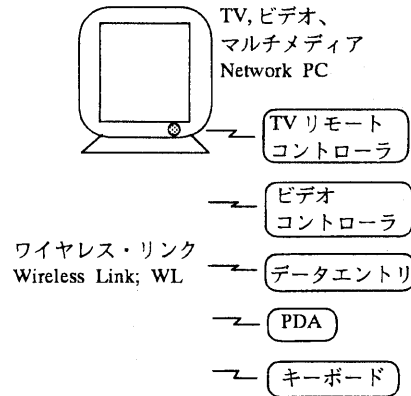 TV, ビデオ、
マルチメディア
Network PC
TV リモート
コントローラ
ビデオ
コントローラ
ワイヤレス・リンク
Wireless Link; WL
データエントリ
PDA
キーボード